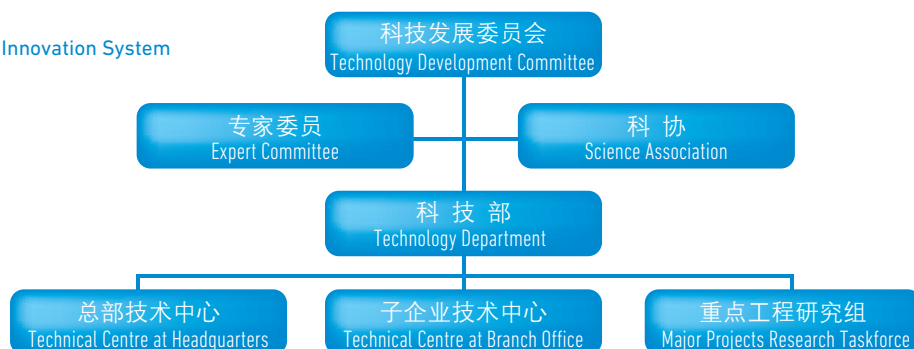 科技发展委员会
Technology Development Committee
Innovation System
专家委员
Expert Committee
科 协
Science Association
科 技 部
Technology Department
总部技术中心
Technical Centre at Headquarters
子企业技术中心
Technical Centre at Branch Office
重点工程研究组
Major Projects Research Taskforce